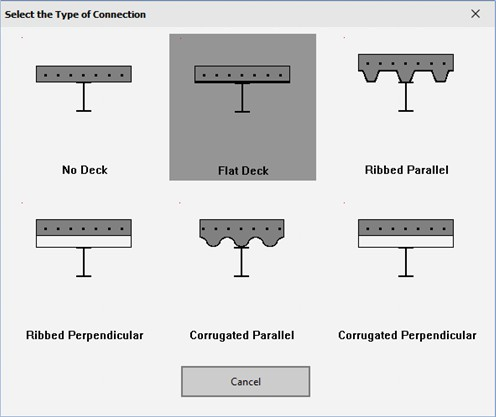 Select the Type of Connection
No Deck
Flat Deck
Ribbed Parallel
Ribbed Perpendicular
Corrugated Parallel
Corrugated Perpendicular
Cancel